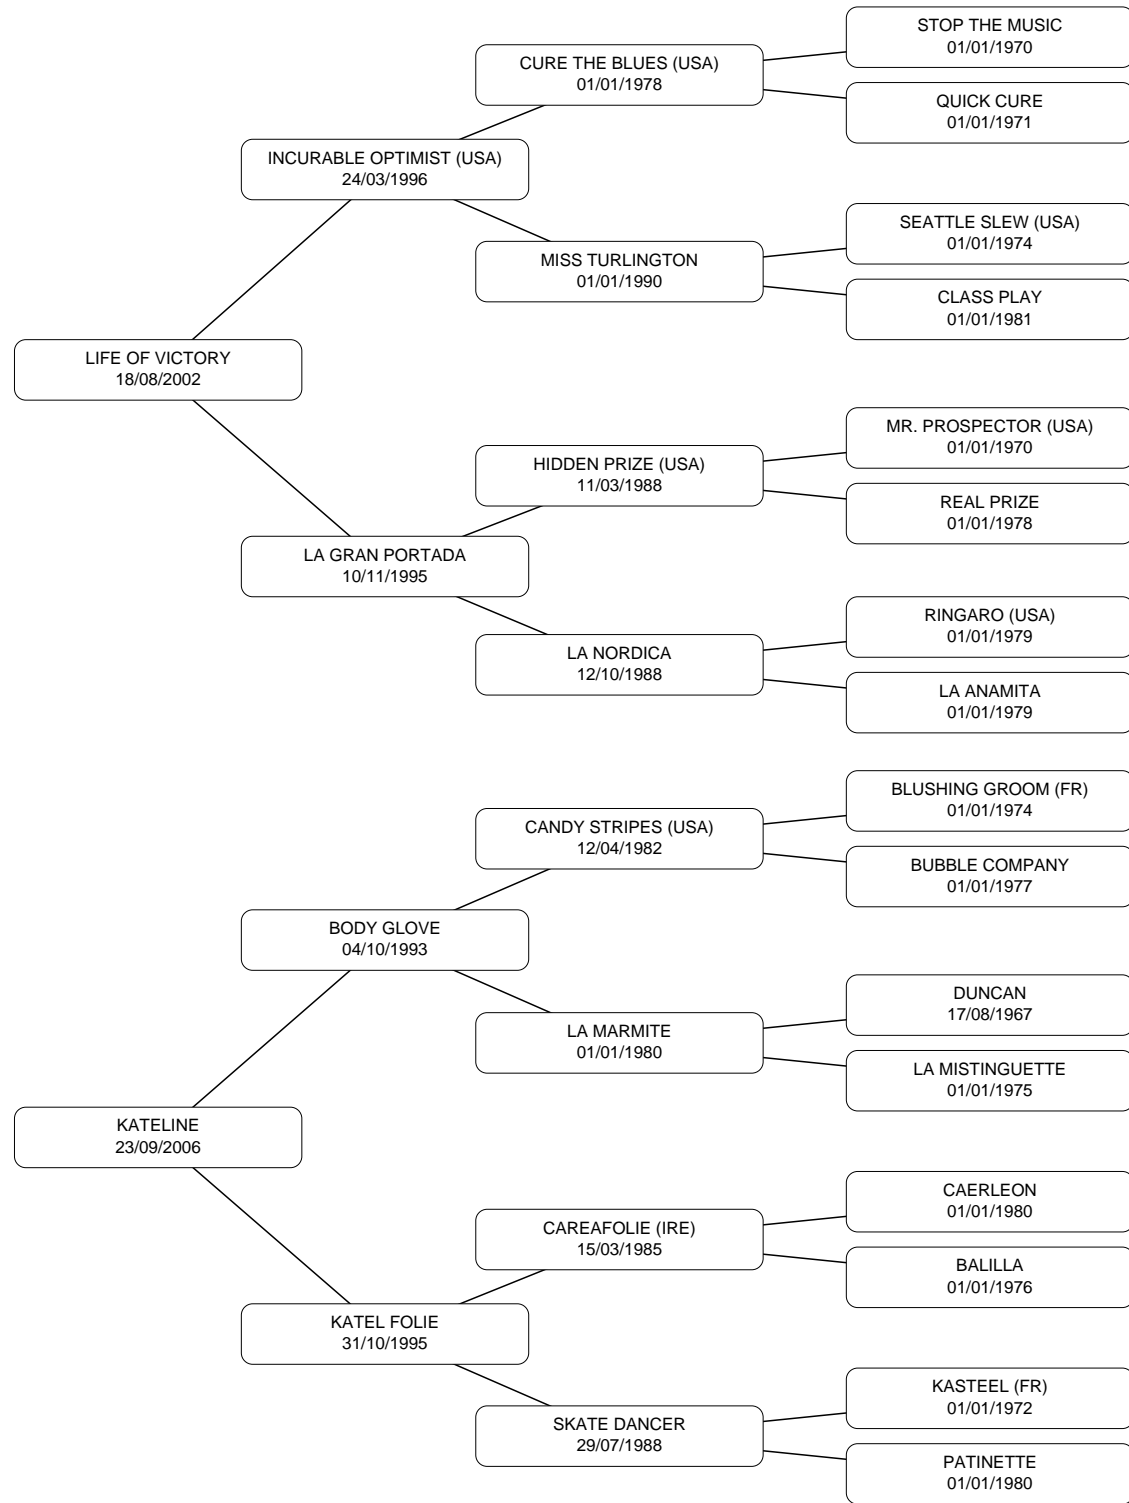 STOP THE MUSIC
01/01/1970
CURE THE BLUES (USA)
01/01/1978
QUICK CURE
01/01/1971
INCURABLE OPTIMIST (USA)
24/03/1996
SEATTLE SLEW (USA)
01/01/1974
MISS TURLINGTON
01/01/1990
CLASS PLAY
01/01/1981
LIFE OF VICTORY
18/08/2002
MR. PROSPECTOR (USA)
01/01/1970
HIDDEN PRIZE (USA)
11/03/1988
REAL PRIZE
01/01/1978
LA GRAN PORTADA
10/11/1995
RINGARO (USA)
01/01/1979
LA NORDICA
12/10/1988
LA ANAMITA
01/01/1979
BLUSHING GROOM (FR)
01/01/1974
CANDY STRIPES (USA)
12/04/1982
BUBBLE COMPANY
01/01/1977
BODY GLOVE
04/10/1993
DUNCAN
17/08/1967
LA MARMITE
01/01/1980
LA MISTINGUETTE
01/01/1975
KATELINE
23/09/2006
CAERLEON
01/01/1980
CAREAFOLIE (IRE)
15/03/1985
BALILLA
01/01/1976
KATEL FOLIE
31/10/1995
KASTEEL (FR)
01/01/1972
SKATE DANCER
29/07/1988
PATINETTE
01/01/1980